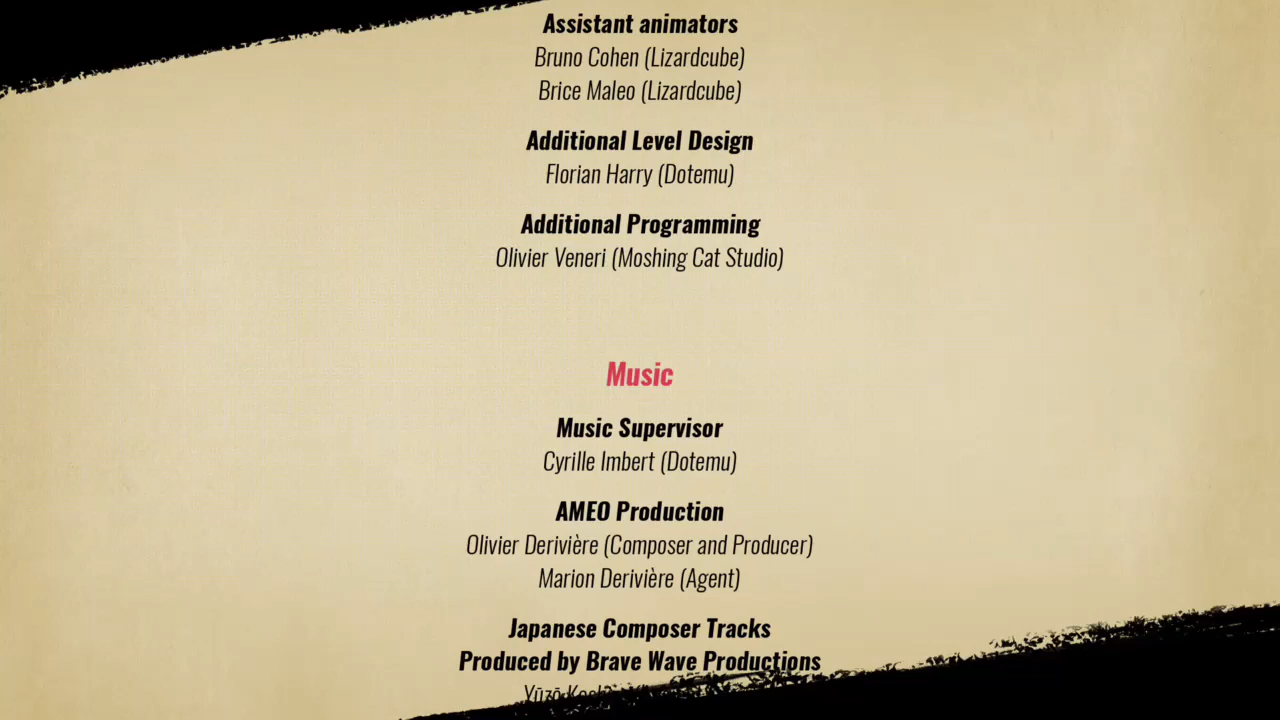 Assistant animators
Bruno Cohen (Lizardcube)
Brice Maleo (Lizardcube)
Additional Level Design
Florian Harry (Dotemu)
Additional Programming
Olivier Veneri (Moshing Cat Studio)
Music
Music Supervisor
Cyrille Imbert (Dotemu)
AMEO Production
Olivier Derivière (Composer and Producer)
Marion Derivière (Agent)
Japanese Composer Tracks
Produced by Brave Wave Productions
Yūzō